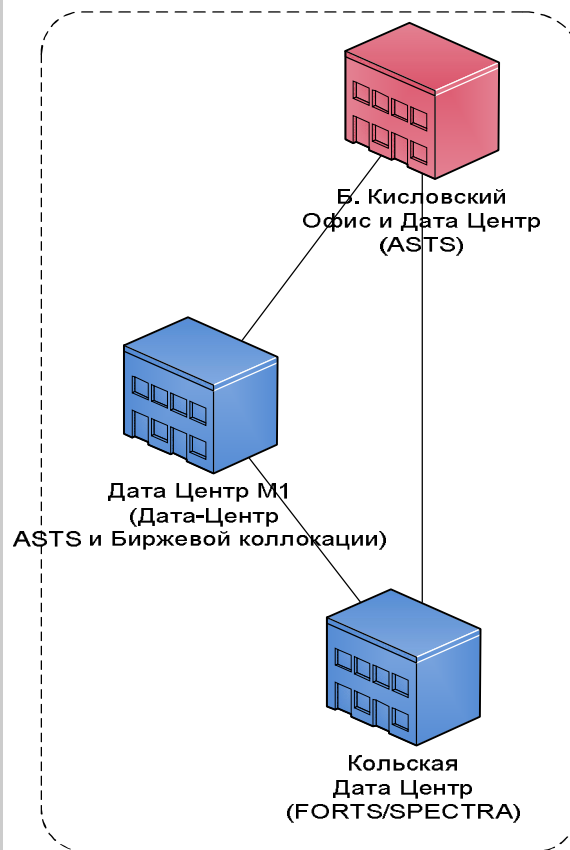 Б. Кисловский
Офис и Дата Центр
(ASTS)
Дата Центр М1
(Дата-Центр
ASTS и Биржевой коллокации)
Кольская
Дата Центр
(FORTS/SPECTRA)